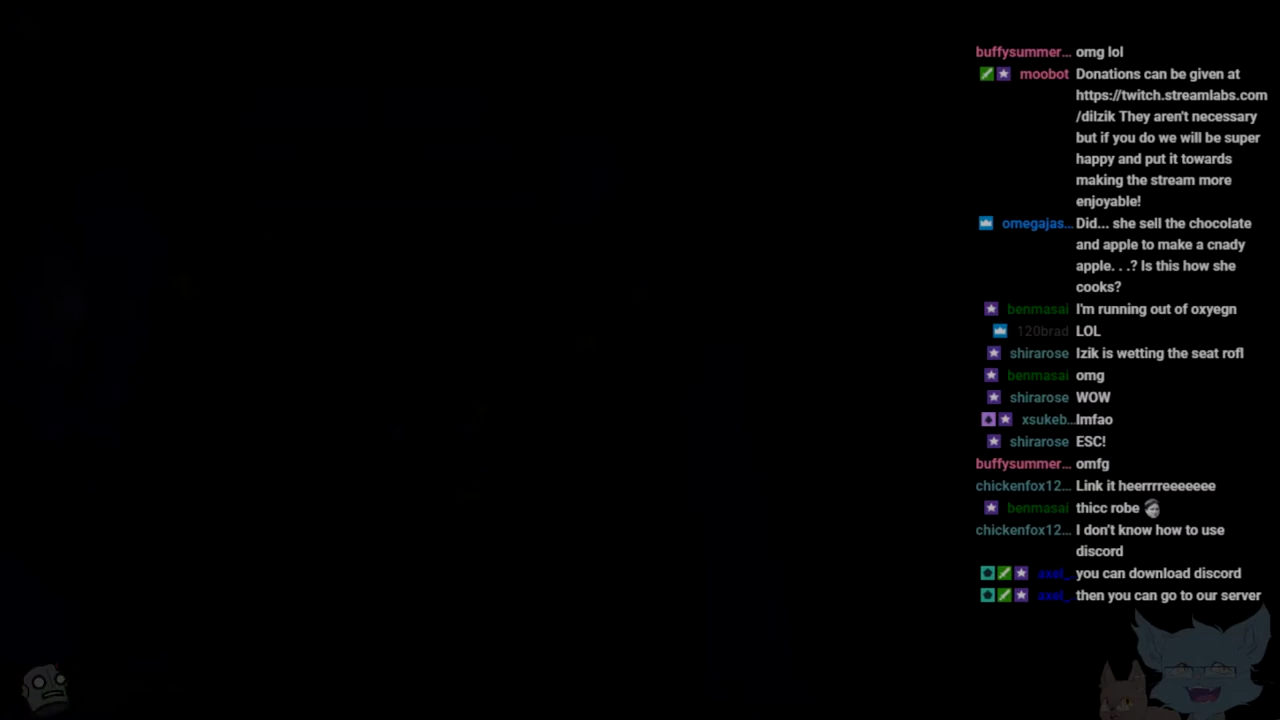 buffysummer... omg lol
moobot Donations can be given at
https://twitch.streamlabs.com
/dilzik They aren't necessary
but if you do we will be super
happy and put it towards
making the stream more
enjoyable!
omegajas... Did... she sell the chocolate
and apple to make a cnady
apple. . .? Is this how she
cooks?
benmasai I'm running out of oxyegn
120brad LOL
shirarose Izik is wetting the seat rofl
benmasai omg
shirarose WOW
xsukeb... lmfao
shirarose ESC!
buffysummer... omfg
chickenfox12... Link it heerrrreeeeeee
benmasai thicc robe
chickenfox12... I don't know how to use
discord
axel_ you can download discord
axel_ then you can go to our server